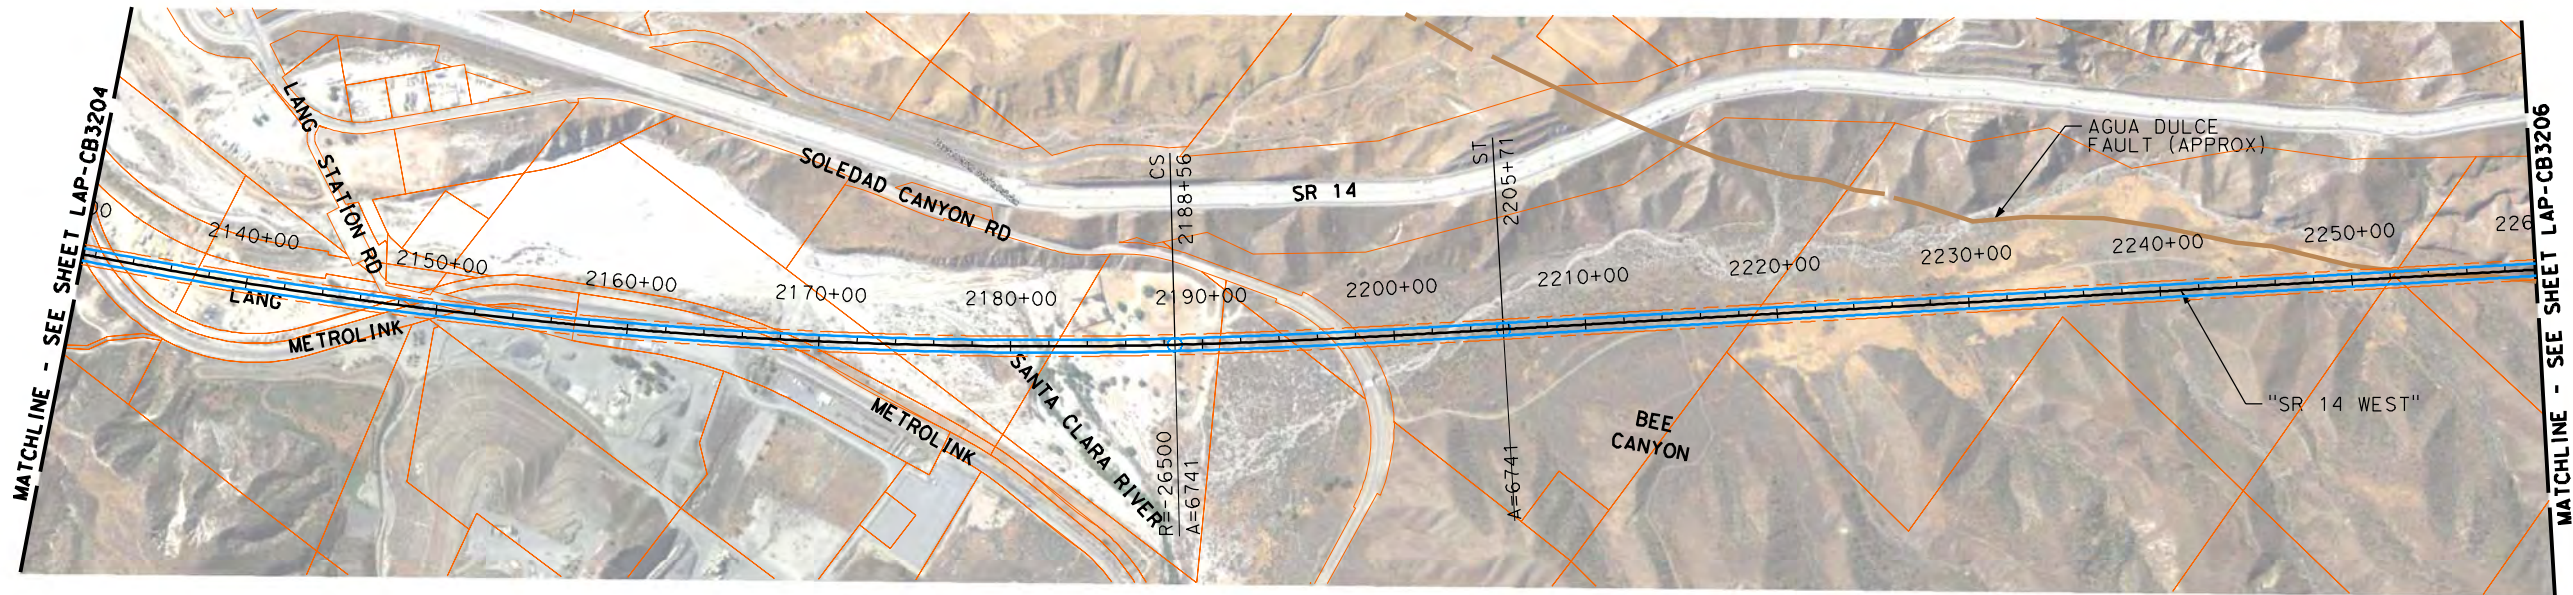 MATCHLINE - SEE SHEET LAP-CB3204
LANG STATION RD
SOLEDAD CANYON RD
SR 14
AGUA DULCE
FAULT (APPROX)
CS
2188+56
ST
2205+71
2140+00
2150+00
2160+00
2170+00
2180+00
2190+00
2200+00
2210+00
2220+00
2230+00
2240+00
2250+00
LANG
METROLINK
METROLINK
SANTA CLARA RIVER
R=-26500
A=6741
A=6741
BEE
CANYON
"SR 14 WEST"
MATCHLINE - SEE SHEET LAP-CB3206